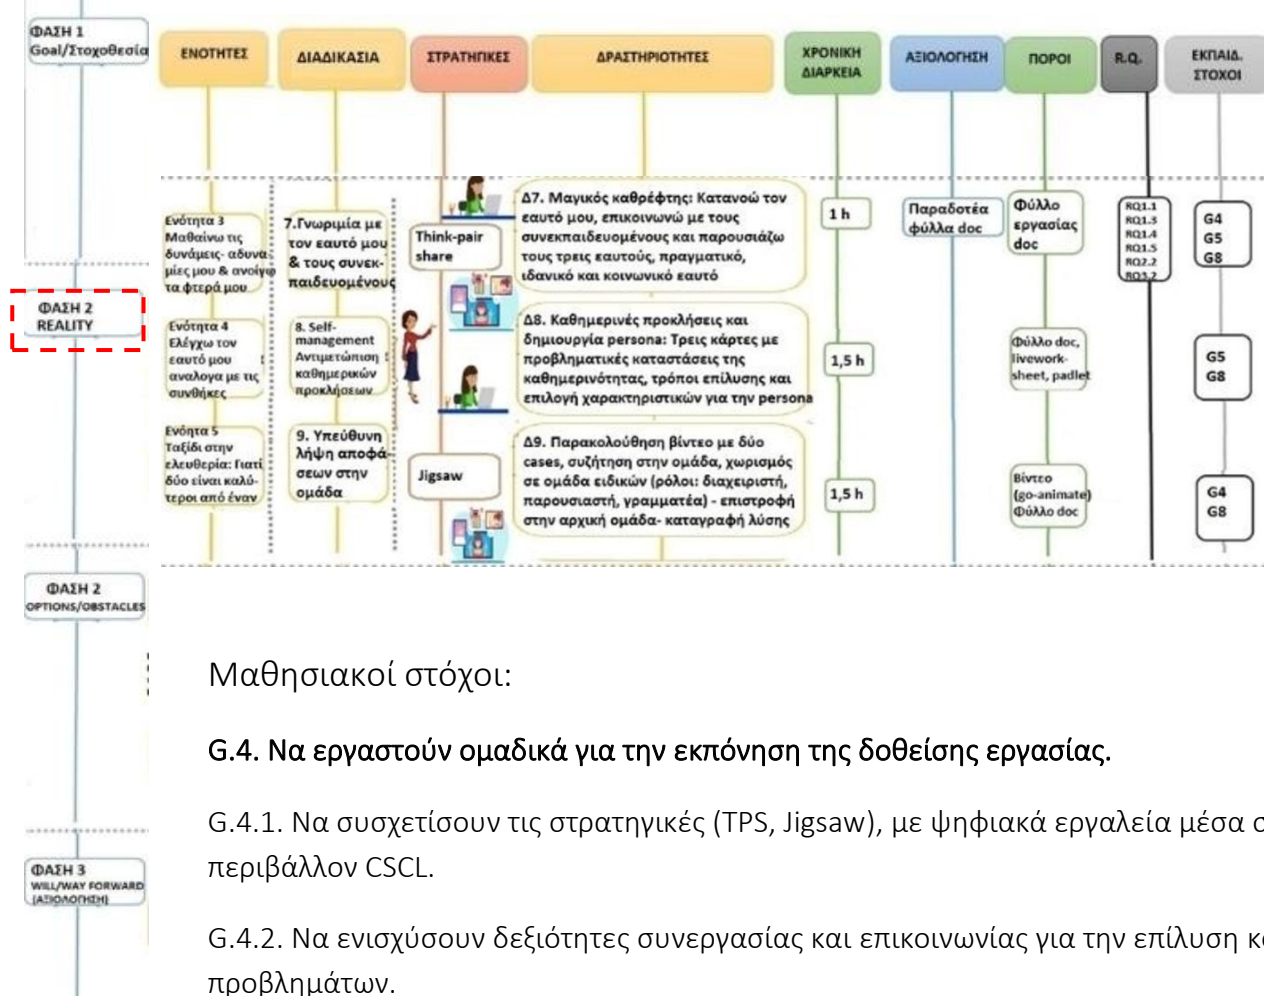 ΦΑΣΗ 1
Goal/Στοχοθεσία
ΕΝΟΤΗΤΕΣ
ΔΙΑΔΙΚΑΣΙΑ
ΣΤΡΑΤΗΓΙΚΕΣ
ΔΡΑΣΤΗΡΙΟΤΗΤΕΣ
ΧΡΟΝΙΚΗ
ΔΙΑΡΚΕΙΑ
ΑΞΙΟΛΟΓΗΣΗ
ΠΟΡΟΙ
R.Q.
ΕΚΠΑΙΔ.
ΣΤΟΧΟΙ
ΦΑΣΗ 2
REALITY
Ενότητα 3
Μαθαίνω τις
δυνάμεις- αδυνα
μίες μου & ανοίγω
τα φτερά μου
7.Γνωριμία με
τον εαυτό μου
& τους συνεκ-
παιδευομένους
Think-pair
share
Δ7. Μαγικός καθρέφτης: Κατανοώ τον
εαυτό μου, επικοινωνώ με τους
συνεκπαιδευομένους και παρουσιάζω
τους τρεις εαυτούς, πραγματικό,
ιδανικό και κοινωνικό εαυτό
1 h
Παραδοτέα
φύλλα doc
Φύλλο
εργασίας
doc
RQ1.1
RQ1.3
RQ1.4
RQ1.5
RQ2.2
RQ3.2
G4
G5
G8
Ενότητα 4
Ελέγχω τον
εαυτό μου
αναλογα με τις
συνθήκες
8. Self-
management
Αντιμετώπιση
καθημερικών
προκλήσεων
Δ8. Καθημερινές προκλήσεις και
δημιουργία persona: Τρεις κάρτες με
προβληματικές καταστάσεις της
καθημερινότητας, τρόποι επίλυσης και
επιλογή χαρακτηριστικών για την persona
1,5 h
Φύλλο doc,
livework-
sheet, padlet
G5
G8
Ενόητα 5
Ταξίδι στην
ελευθερία: Γιατί
δύο είναι καλύ-
τεροι από έναν
9. Υπεύθυνη
λήψη αποφά-
σεων στην
ομάδα
Jigsaw
Δ9. Παρακολούθηση βίντεο με δύο
cases, συζήτηση στην ομάδα, χωρισμός
σε ομάδα ειδικών (ρόλοι: διαχειριστή,
παρουσιαστή, γραμματέα) - επιστροφή
στην αρχική ομάδα- καταγραφή λύσης
1,5 h
Βίντεο
(go-animate)
Φύλλο doc
G4
G8
ΦΑΣΗ 2
OPTIONS/OBSTACLES
ΦΑΣΗ 3
WILL/WAY FORWARD
(ΑΞΙΟΛΟΓΗΣΗ)
Μαθησιακοί στόχοι:
G.4. Να εργαστούν ομαδικά για την εκπόνηση της δοθείσης εργασίας.
G.4.1. Να συσχετίσουν τις στρατηγικές (TPS, Jigsaw), με ψηφιακά εργαλεία μέσα
περιβάλλον CSCL.
G.4.2. Να ενισχύσουν δεξιότητες συνεργασίας και επικοινωνίας για την επίλυση
προβλημάτων.